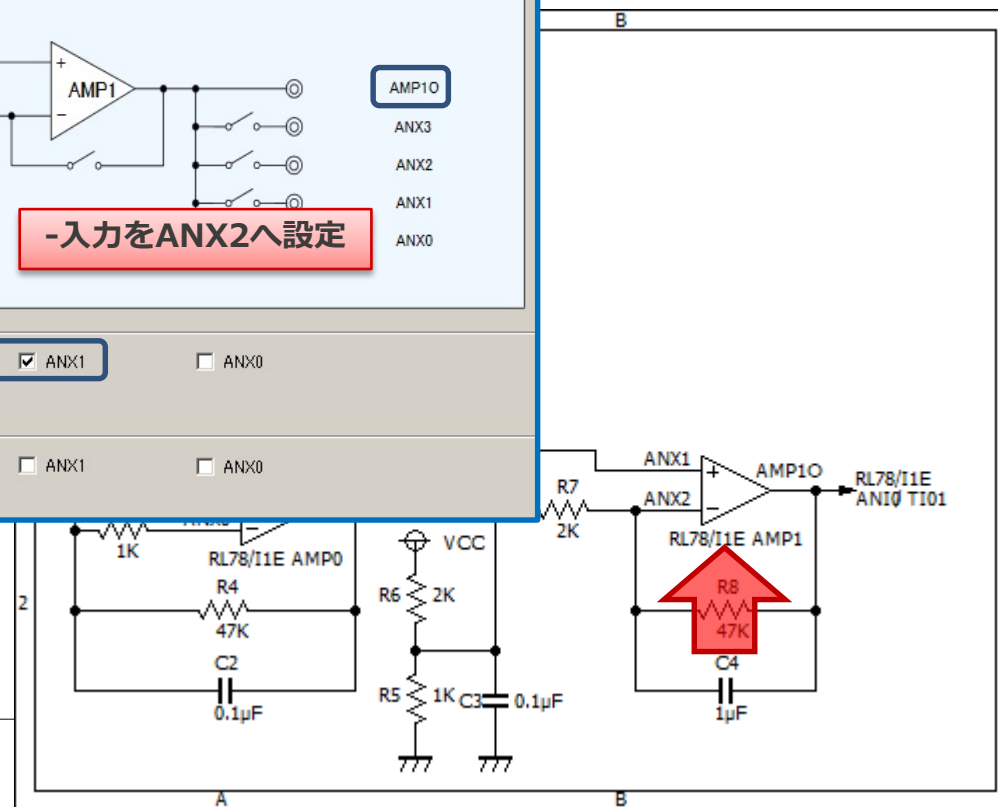 B
+
AMP1
−
AMP1O
ANX3
ANX2
ANX1
ANX0
-入力をANX2へ設定
ANX1
ANX0
ANX1
ANX0
ANX1
+
AMP1O
RL78/I1E
ANI0 TI01
R7
2K
ANX2
−
RL78/I1E AMP1
1K
−
RL78/I1E AMP0
VCC
2
R4
47K
R6
2K
R8
47K
C2
0.1μF
R5
1K
C3
0.1μF
C4
1μF
A
B